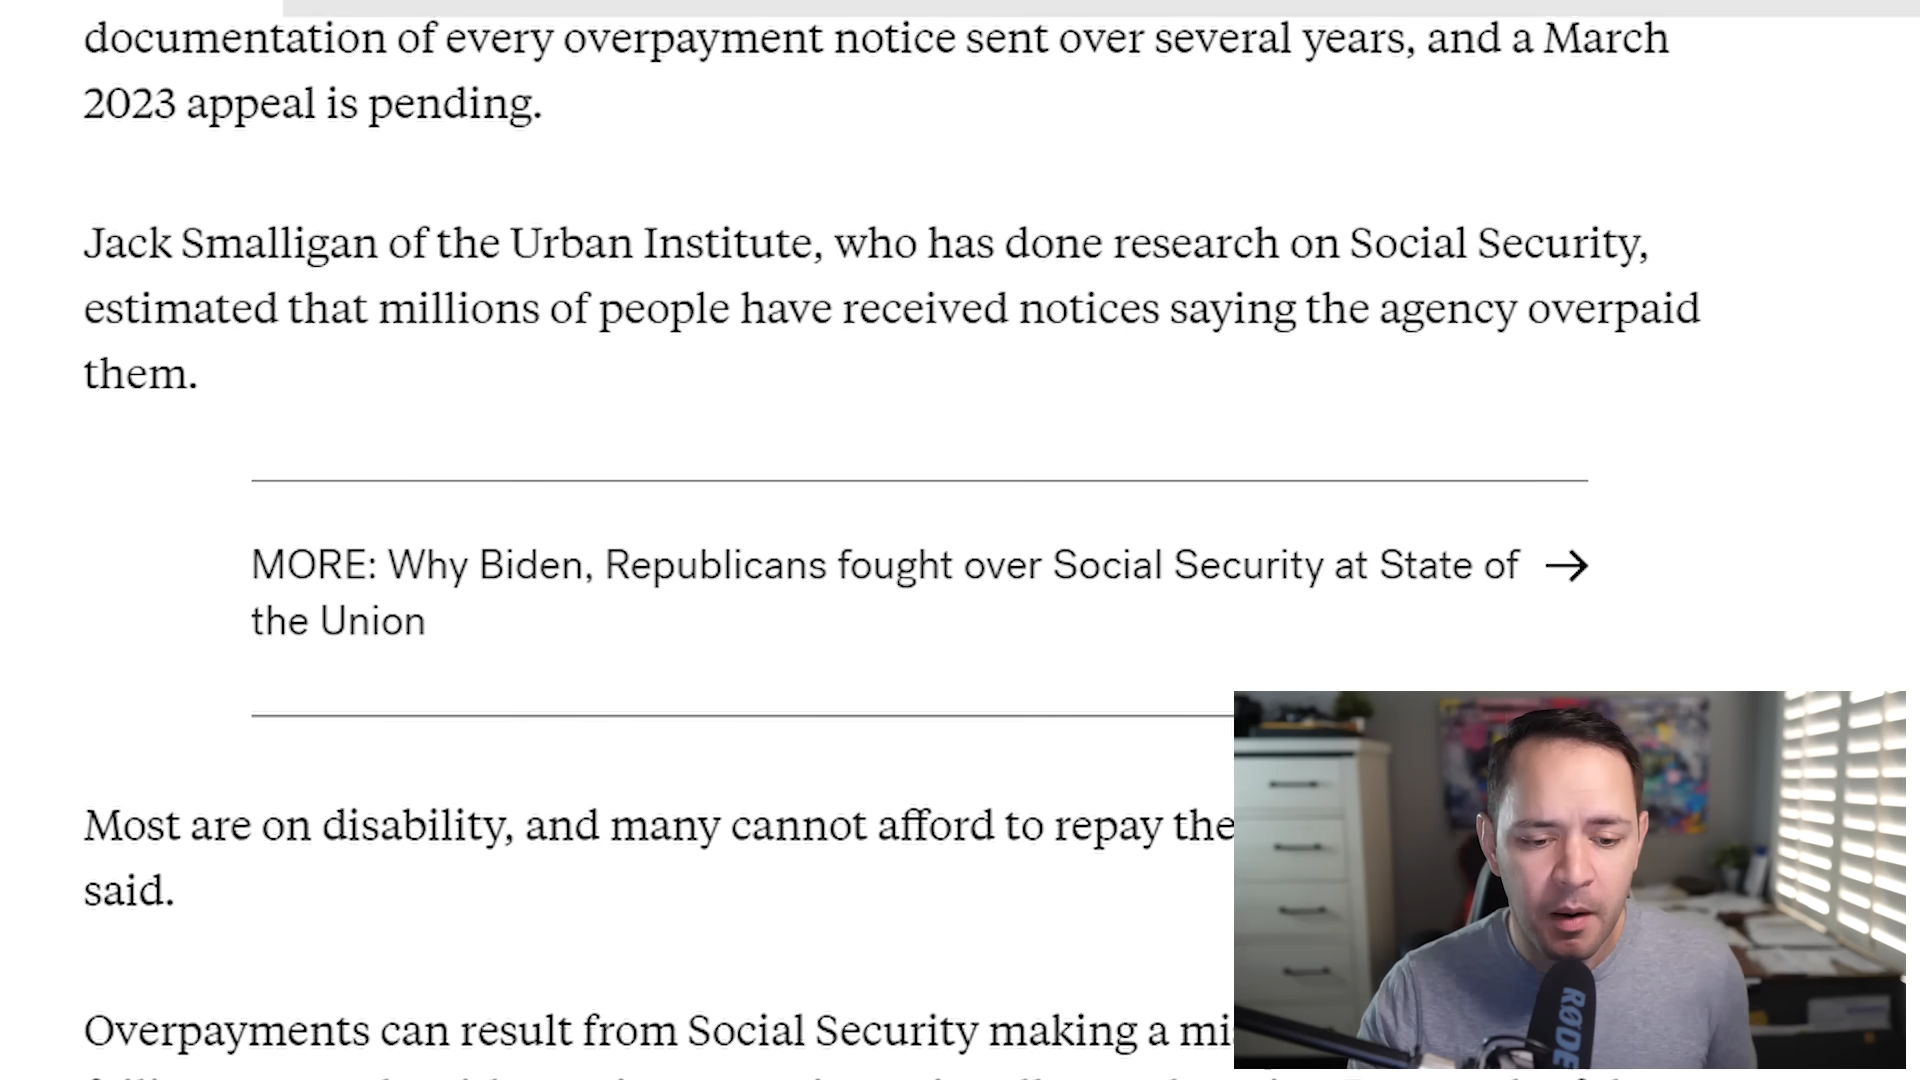 documentation of every overpayment notice sent over several years, and a March
2023 appeal is pending.
Jack Smalligan of the Urban Institute, who has done research on Social Security,
estimated that millions of people have received notices saying the agency overpaid
them.
MORE: Why Biden, Republicans fought over Social Security at State of →
the Union
Most are on disability, and many cannot afford to repay the
said.
Overpayments can result from Social Security making a
RØDE